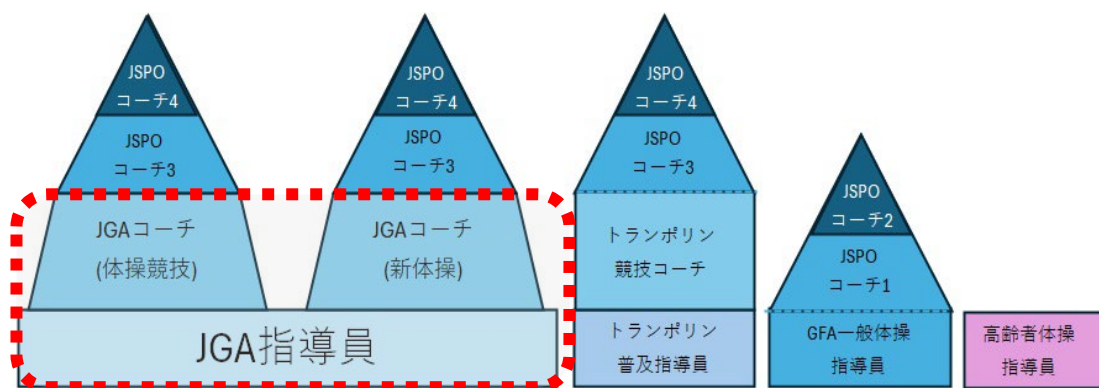 JSPO
コーチ4
JSPO
コーチ3
JGAコーチ
(体操競技)
JSPO
コーチ4
JSPO
コーチ3
JGAコーチ
(新体操)
JGA指導員
JSPO
コーチ4
JSPO
コーチ3
トランポリン
競技コーチ
トランポリン
普及指導員
JSPO
コーチ2
JSPO
コーチ1
GFA一般体操
指導員
高齢者体操
指導員